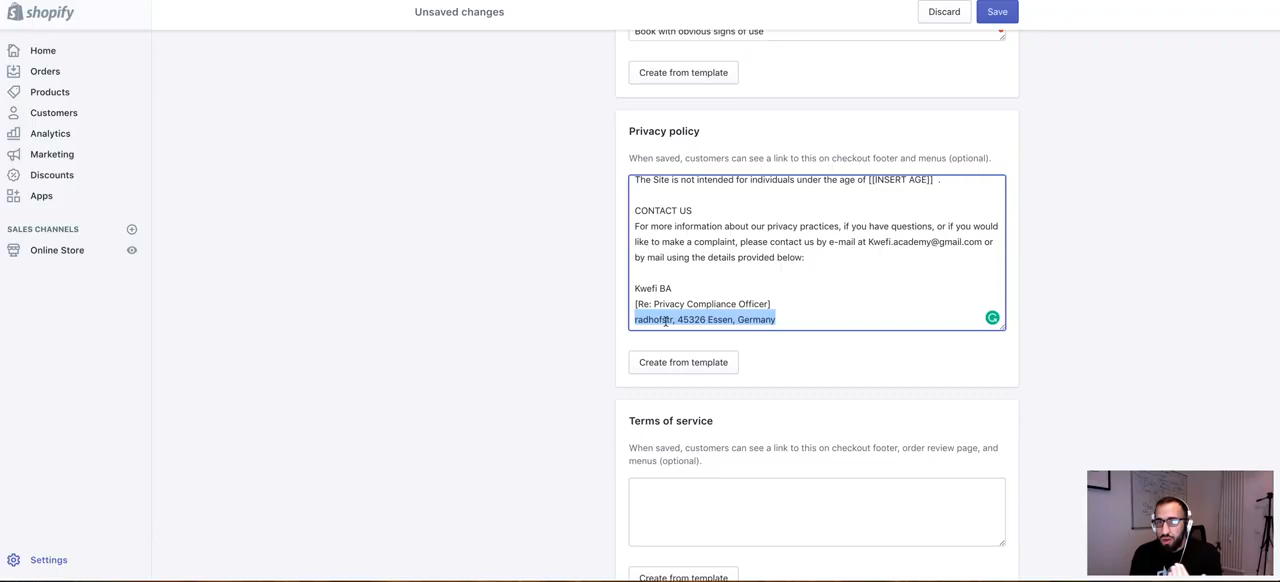 shopify
Unsaved changes
Discard
Save
Home
Orders
Products
Customers
Analytics
Marketing
Discounts
Apps
SALES CHANNELS
Online Store
Settings
Book with obvious signs of use
Create from template
Privacy policy
When saved, customers can see a link to this on checkout footer and menus (optional).
The Site is not intended for individuals under the age of [[INSERT AGE]] .
CONTACT US
For more information about our privacy practices, if you have questions, or if you would
like to make a complaint, please contact us by e-mail at Kwefi.academy@gmail.com or
by mail using the details provided below:
Kwefi BA
[Re: Privacy Compliance Officer]
radhofstr, 45326 Essen, Germany
Create from template
Terms of service
When saved, customers can see a link to this on checkout footer, order review page, and
menus (optional).
Create from template